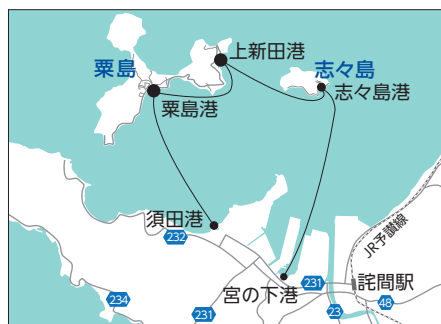 上新田港
粟島
志々島
志々島港
粟島港
須田港
232
JR予讃線
宮の下港
231
詫間駅
234
231
23
48